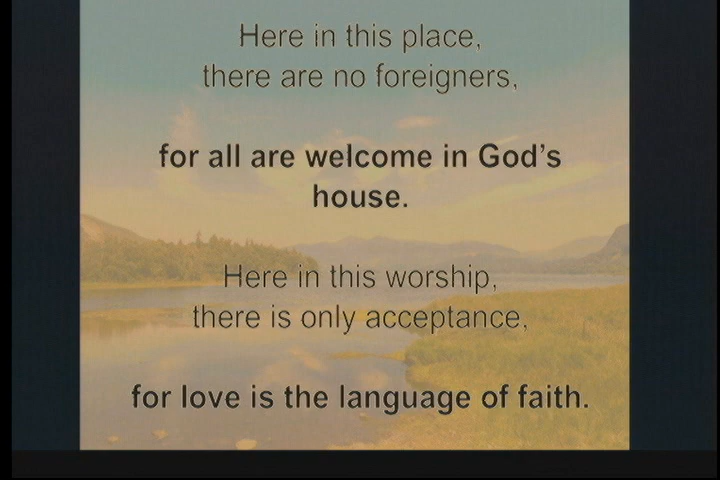 Here in this place,
there are no foreigners,
for all are welcome in God's
house.
Here in this worship,
there is only acceptance,
for love is the language of faith.